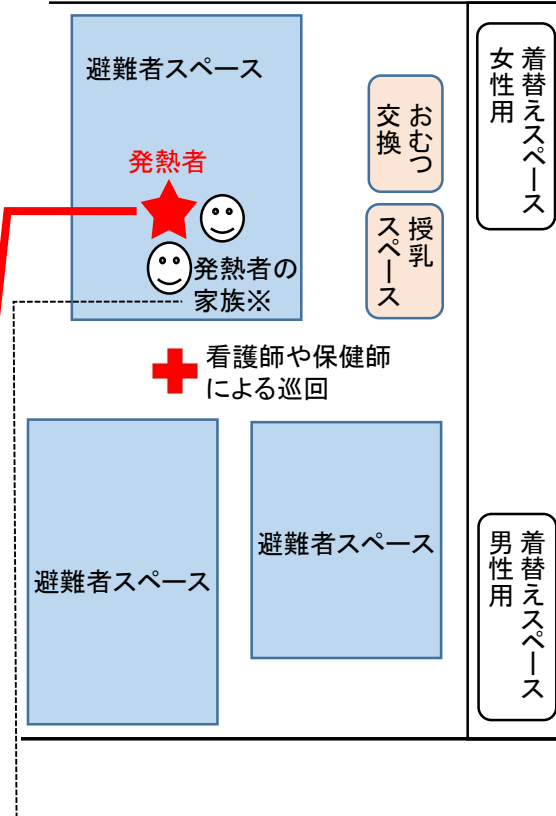 避難者スペース
発熱者
発熱者の
家族※
おむつ
交換
授乳
スペース
着替えスペース
女性用
看護師や保健師
による巡回
避難者スペース
避難者スペース
着替えスペース
男性用